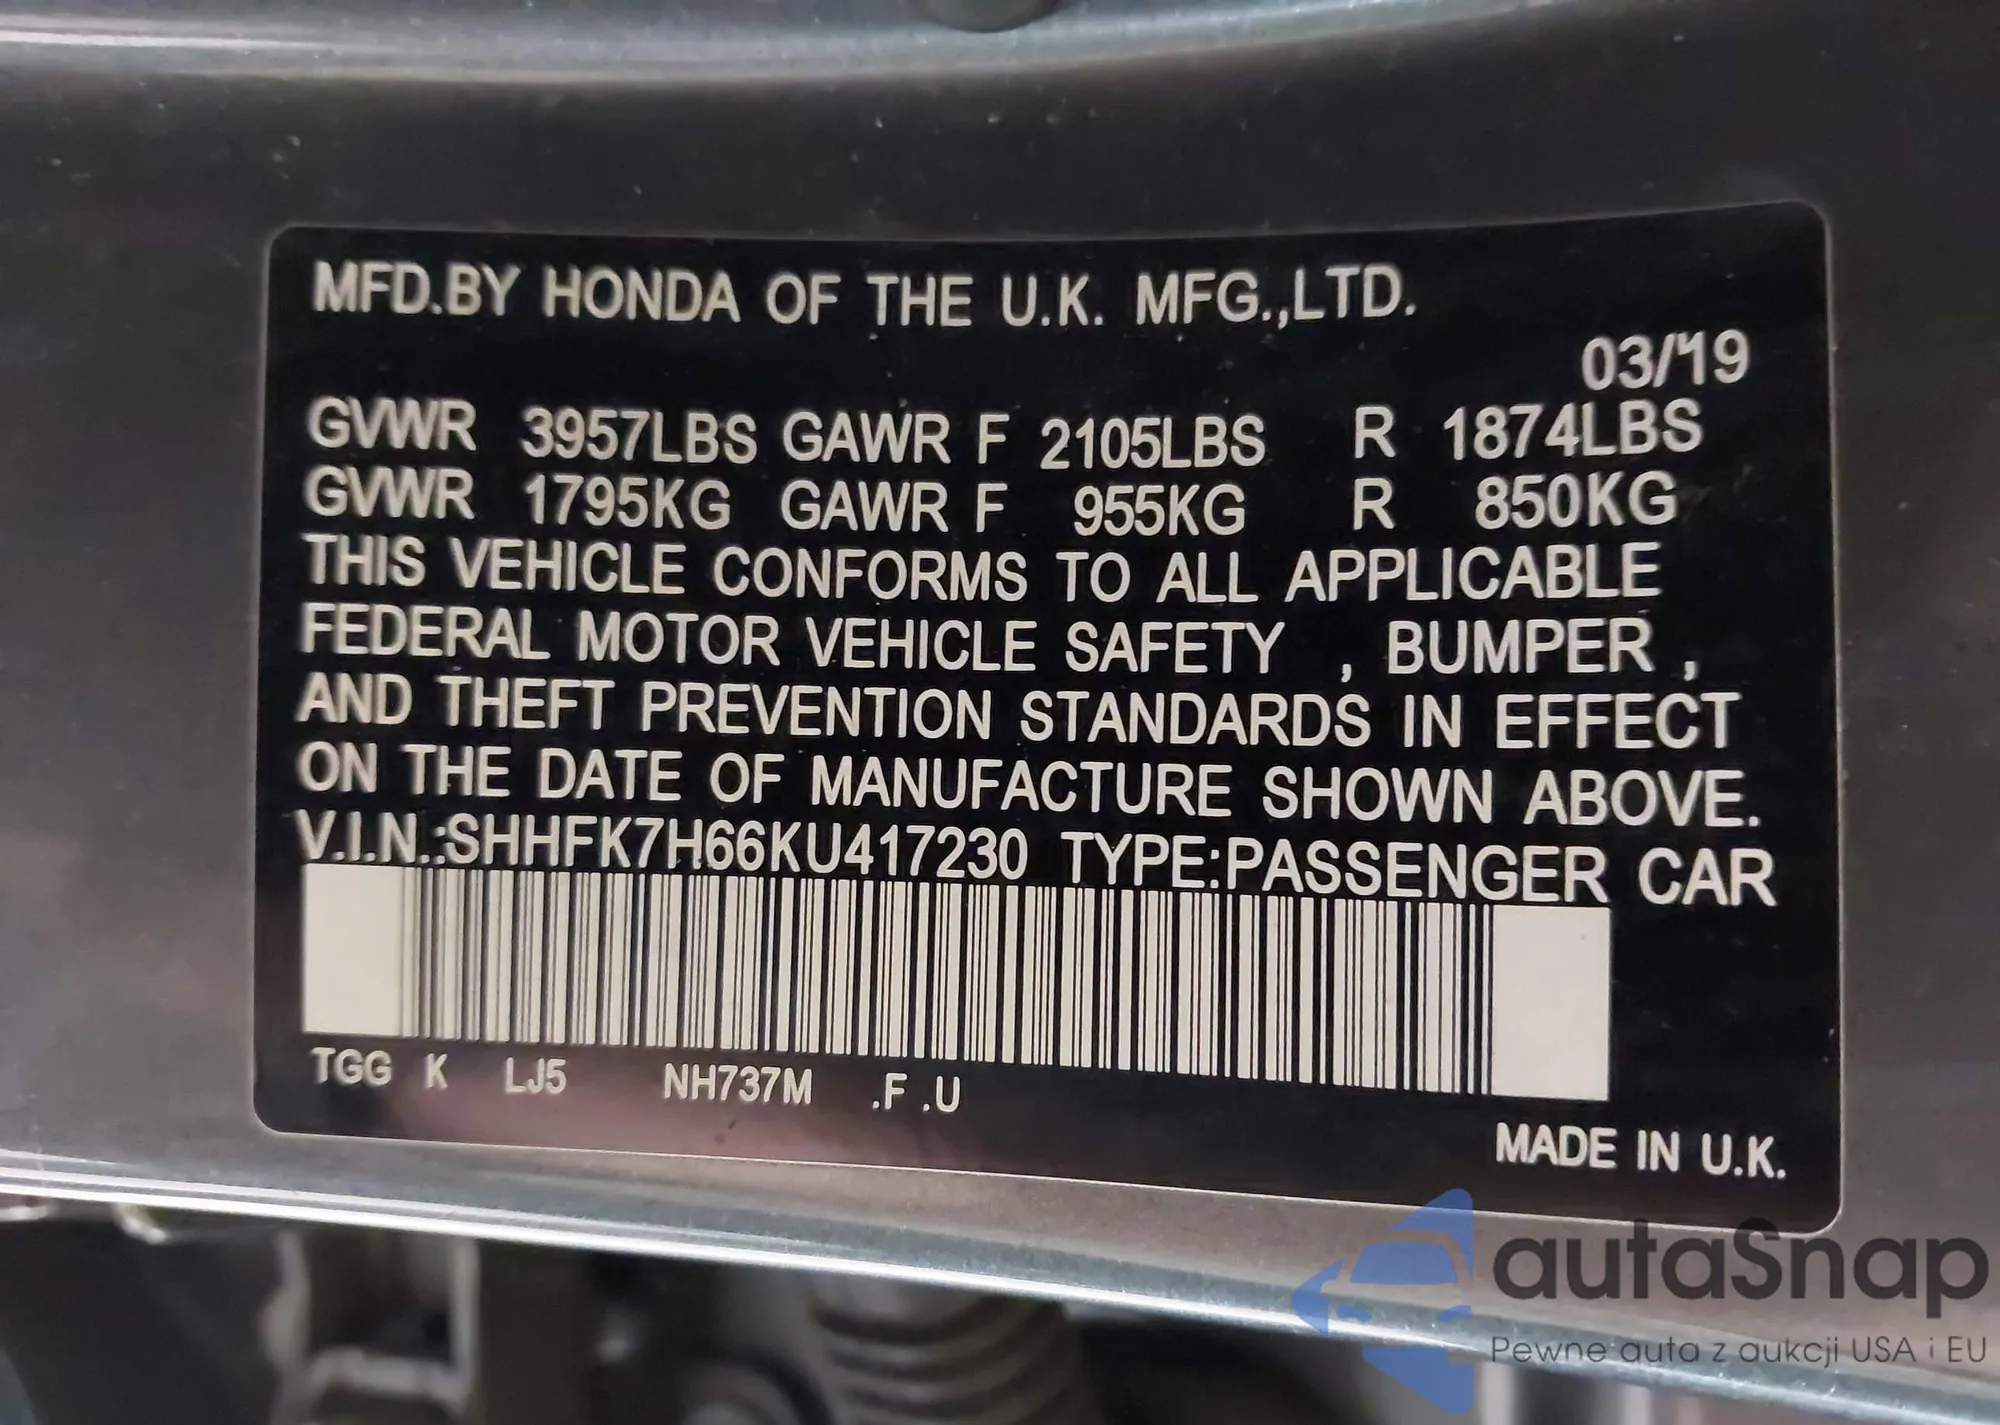 MFD.BY HONDA OF THE U.K. MFG.,LTD.
03/'19
GVWR 3957LBS GAWR F 2105LBS R 1874LBS
GVWR 1795KG GAWR F 955KG R 850KG
THIS VEHICLE CONFORMS TO ALL APPLICABLE
FEDERAL MOTOR VEHICLE SAFETY , BUMPER ,
AND THEFT PREVENTION STANDARDS IN EFFECT
ON THE DATE OF MANUFACTURE SHOWN ABOVE.
V.I.N.:SHHFK7H66KU417230 TYPE:PASSENGER CAR
TGG K LJ5 NH737M .F .U
MADE IN U.K.
autaSnap
Pewne auta z aukcji USA i EU